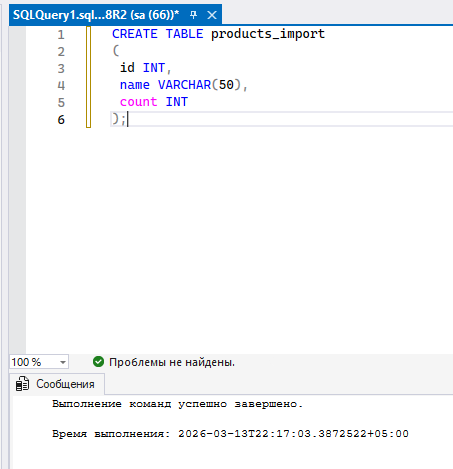 SQLQuery1.sql...8R2 (sa (66))*
1 CREATE TABLE products_import
2 (
3 id INT,
4 name VARCHAR(50),
5 count INT
6 );
100 % Проблемы не найдены.
Сообщения
Выполнение команд успешно завершено.
Время выполнения: 2026-03-13T22:17:03.3872522+05:00